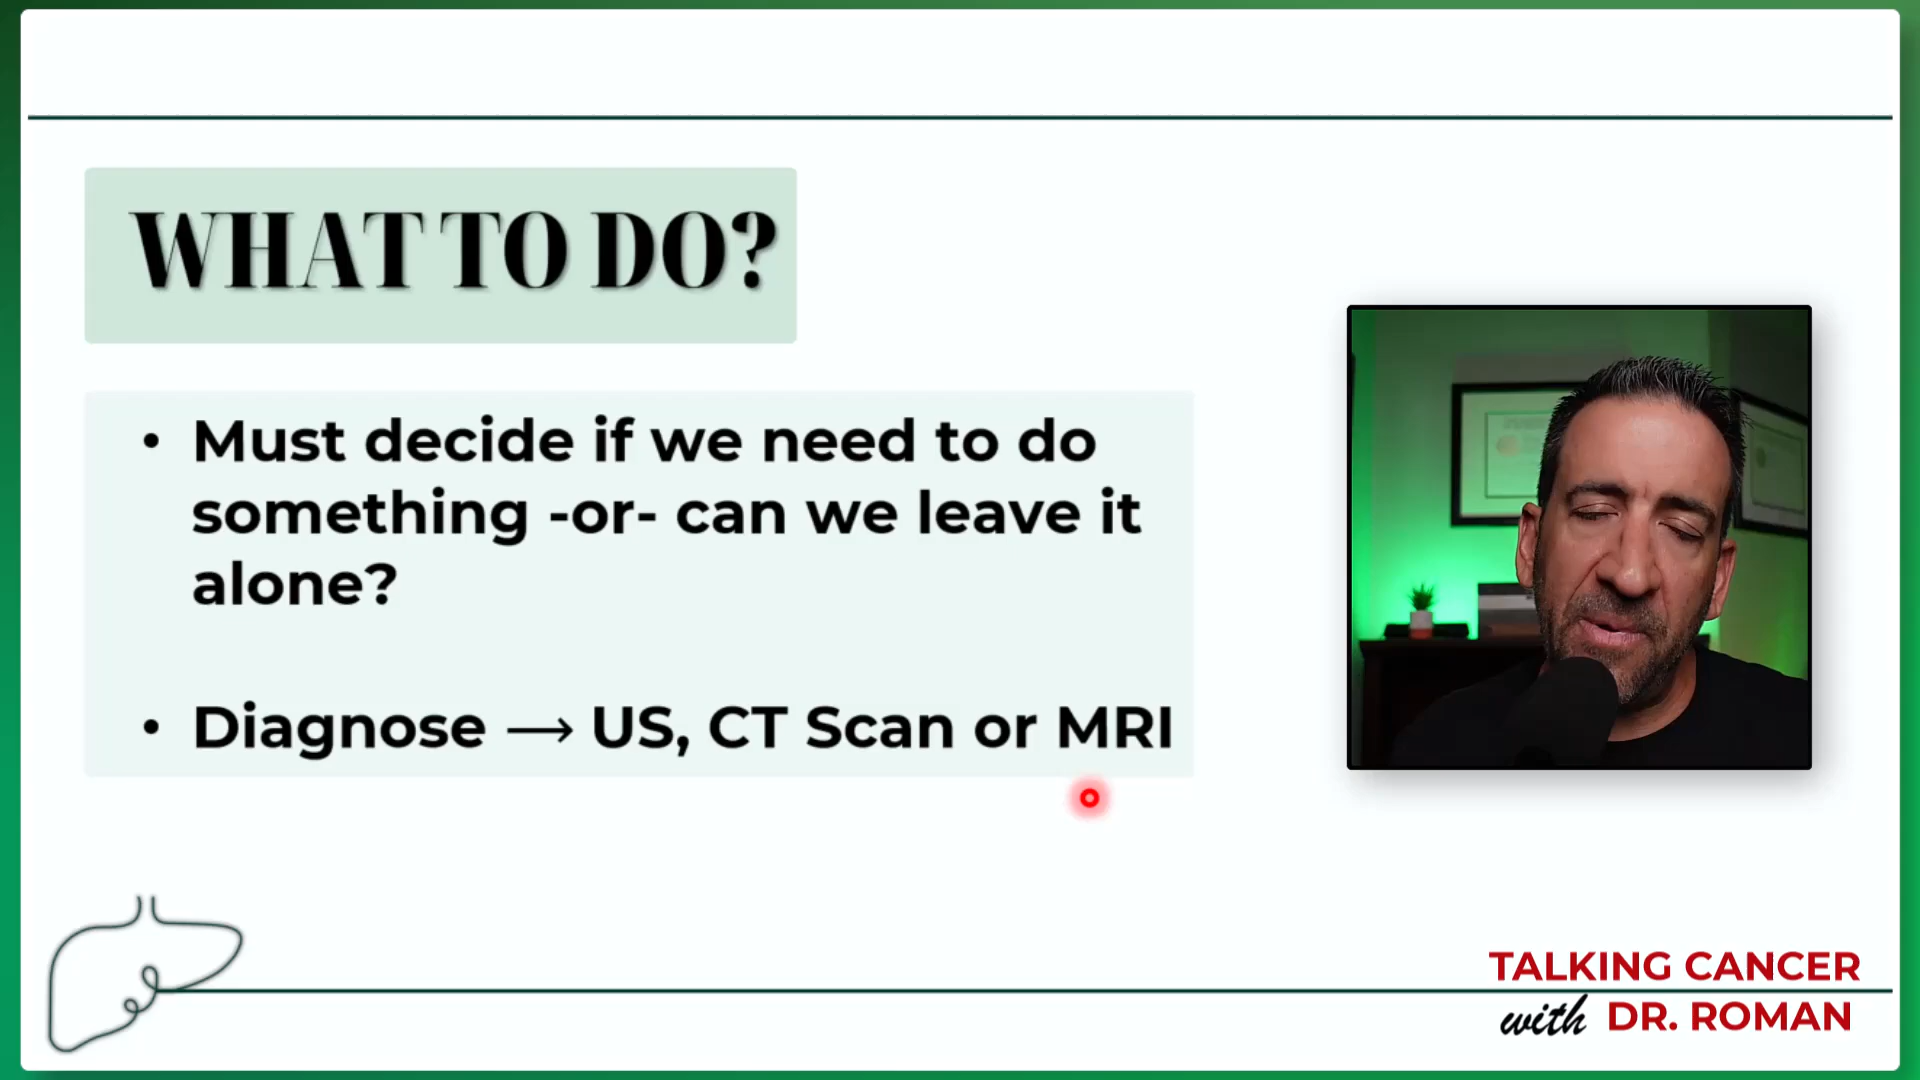 WHAT TO DO?
• Must decide if we need to do
something -or- can we leave it
alone?
• Diagnose → US, CT Scan or MRI
TALKING CANCER
with DR. ROMAN